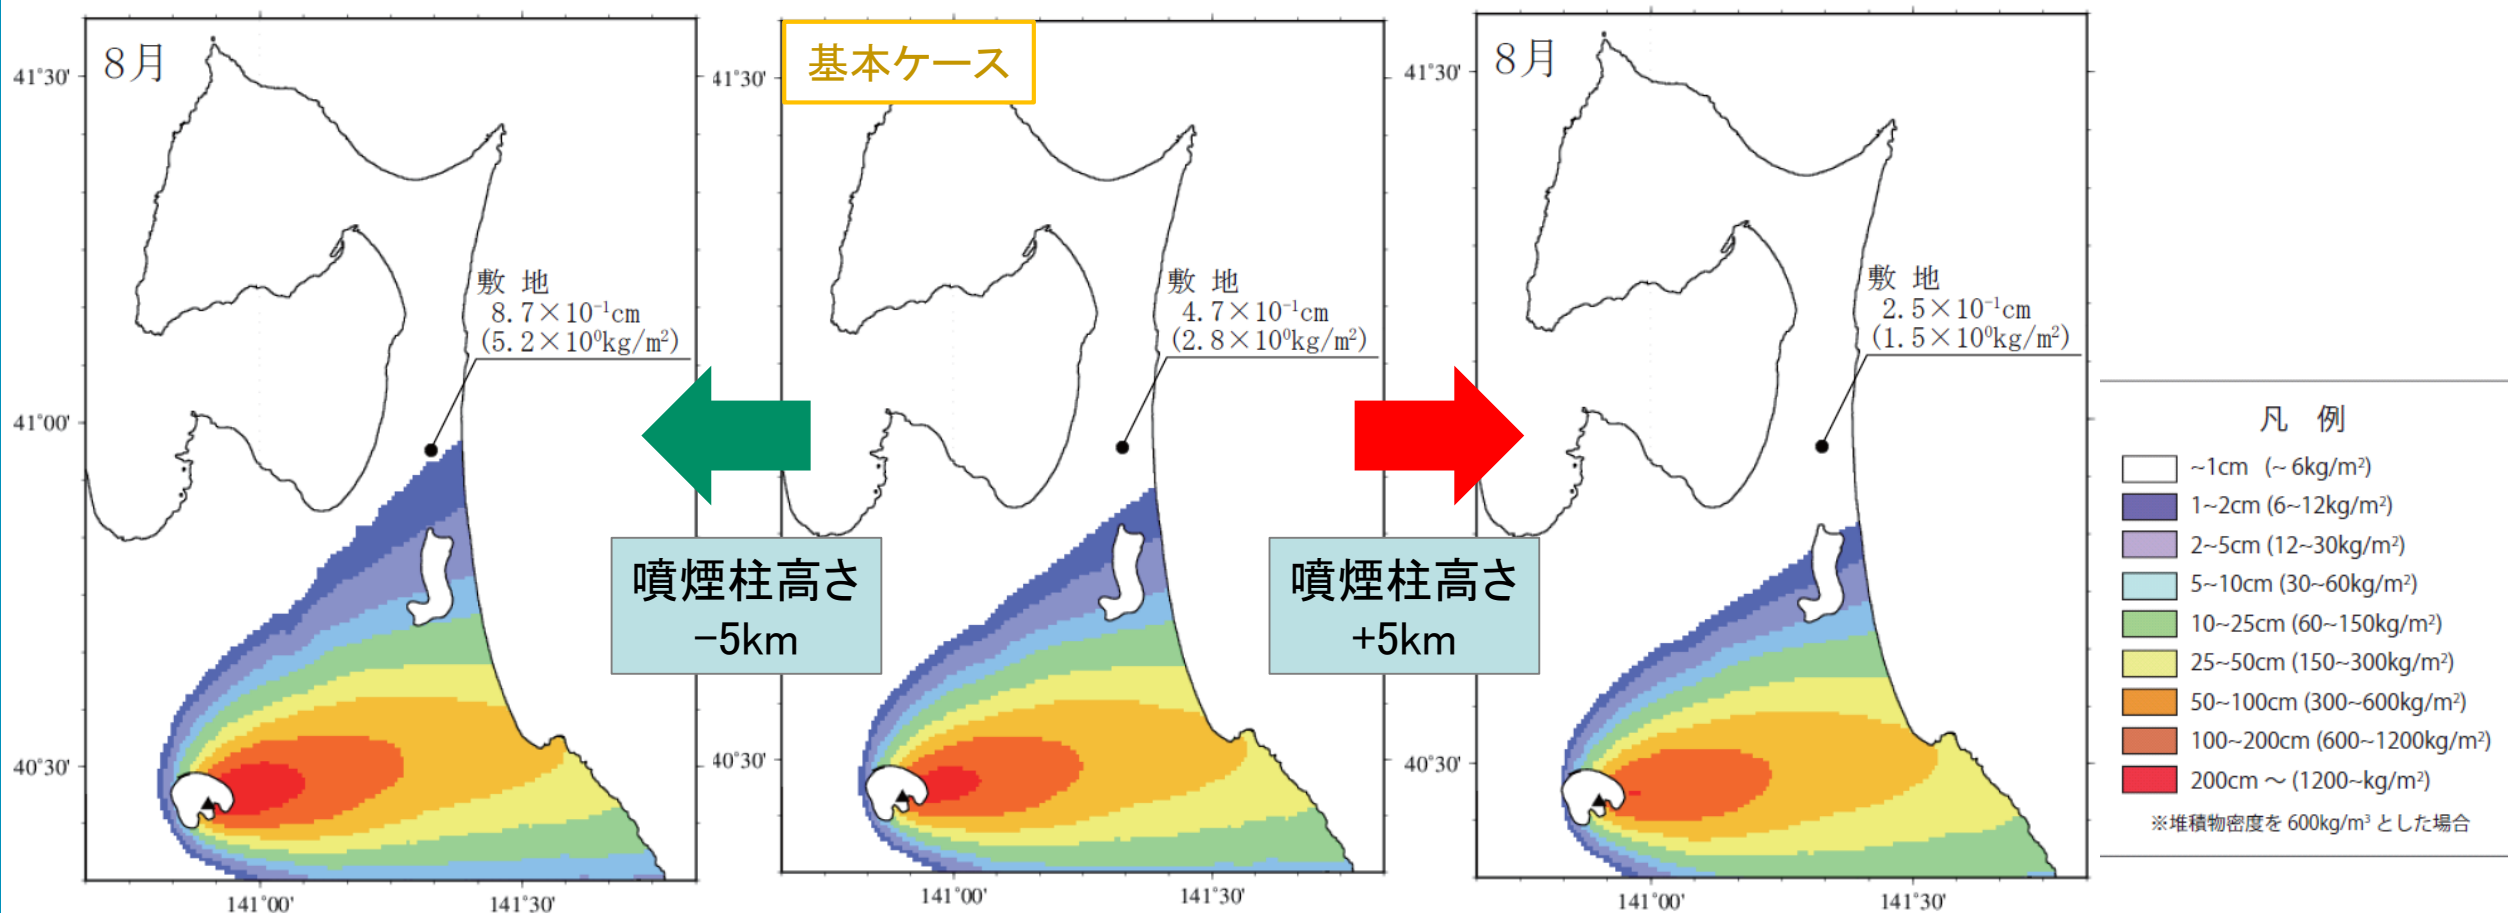 8月
41°30'
41°00'
40°30'
141°00'
141°30'
敷 地
8.7×10⁻¹cm
(5.2×10⁰kg/m²)
噴煙柱高さ
−5km
基本ケース
41°30'
40°30'
141°00'
141°30'
敷 地
4.7×10⁻¹cm
(2.8×10⁰kg/m²)
噴煙柱高さ
+5km
8月
41°30'
40°30'
141°00'
141°30'
敷 地
2.5×10⁻¹cm
(1.5×10⁰kg/m²)
凡 例
~1cm (~6kg/m²)
1~2cm (6~12kg/m²)
2~5cm (12~30kg/m²)
5~10cm (30~60kg/m²)
10~25cm (60~150kg/m²)
25~50cm (150~300kg/m²)
50~100cm (300~600kg/m²)
100~200cm (600~1200kg/m²)
200cm ～ (1200~kg/m²)
※堆積物密度を 600kg/m³ とした場合